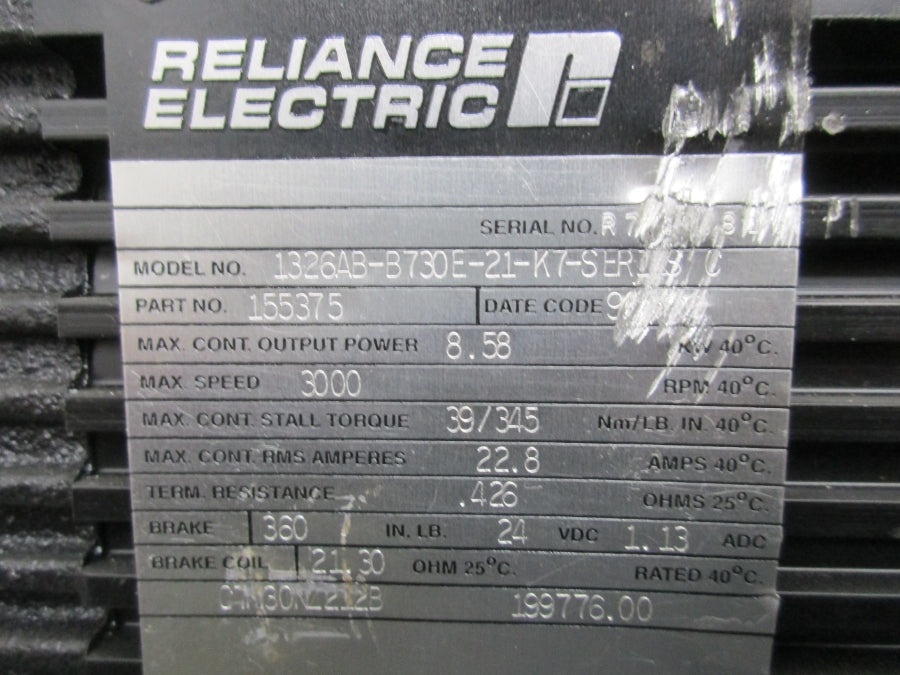 RELIANCE
ELECTRIC
SERIAL NO.
MODEL NO. 1326AB-B730E-21-K7-SERIES C
PART NO. 155375 DATE CODE
MAX. CONT. OUTPUT POWER 8.58 KW 40°C.
MAX. SPEED 3000 RPM 40°C.
MAX. CONT. STALL TORQUE 39/345 Nm/LB. IN. 40°C.
MAX. CONT. RMS AMPERES 22.8 AMPS 40°C.
TERM. RESISTANCE .426 OHMS 25°C.
BRAKE 360 IN. LB. 24 VDC 1.13 ADC
BRAKE COIL 21.30 OHM 25°C. RATED 40°C.
199776.00